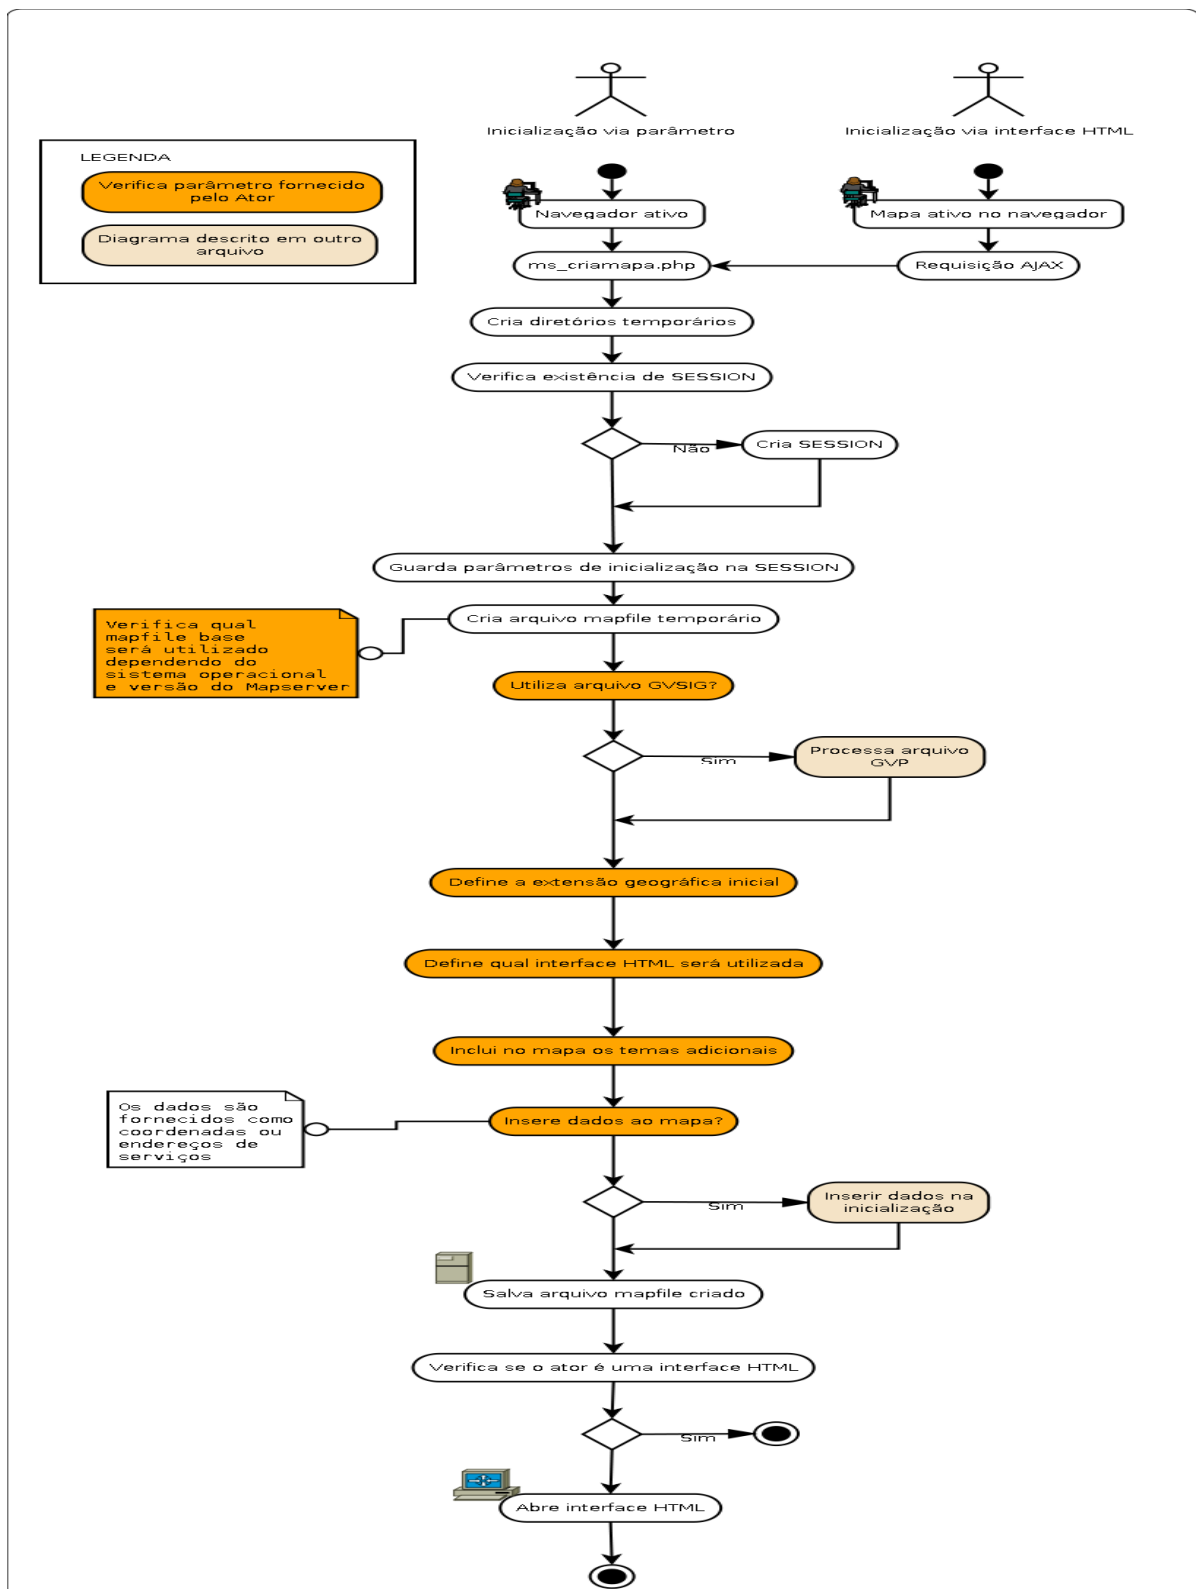 Inicialização via parâmetro
Inicialização via interface HTML
LEGENDA
Verifica parâmetro fornecido
pelo Ator
Diagrama descrito em outro
arquivo
Navegador ativo
Mapa ativo no navegador
ms_criamapa.php
Requisição AJAX
Cria diretórios temporários
Verifica existência de SESSION
Não
Cria SESSION
Guarda parâmetros de inicialização na SESSION
Cria arquivo mapfile temporário
Verifica qual
mapfile base
será utilizado
dependendo do
sistema operacional
e versão do Mapserver
Utiliza arquivo GVSIG?
Sim
Processa arquivo
GVP
Define a extensão geográfica inicial
Define qual interface HTML será utilizada
Inclui no mapa os temas adicionais
Os dados são
fornecidos como
coordenadas ou
endereços de
serviços
Insere dados ao mapa?
Sim
Inserir dados na
inicialização
Salva arquivo mapfile criado
Verifica se o ator é uma interface HTML
Sim
Abre interface HTML